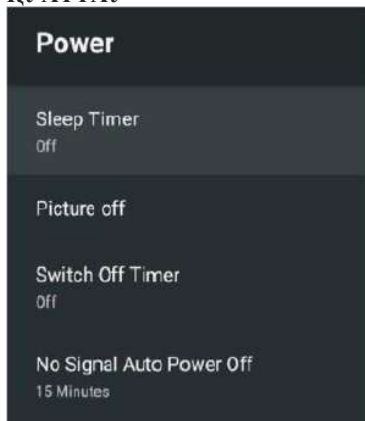 Power
Sleep Timer
Off
Picture off
Switch Off Timer
Off
No Signal Auto Power Off
15 Minutes